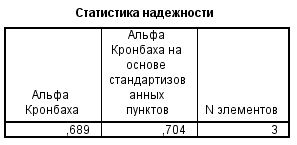 Статистика надежности
Альфа
Кронбаха
Альфа
Кронбаха на
основе
стандартизов
анных
пунктов
N элементов
,689
,704
3